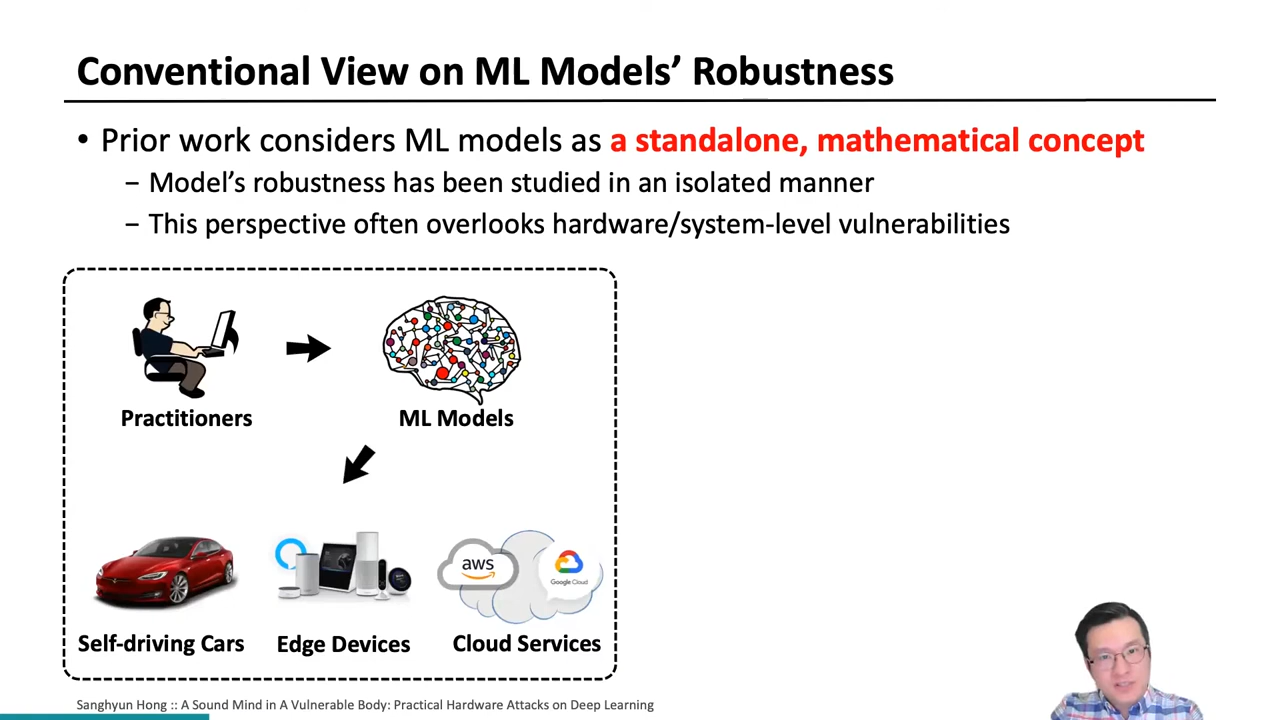 Conventional View on ML Models’ Robustness
• Prior work considers ML models as a standalone, mathematical concept
− Model’s robustness has been studied in an isolated manner
− This perspective often overlooks hardware/system-level vulnerabilities
Practitioners
ML Models
aws
Google Cloud
Self-driving Cars
Edge Devices
Cloud Services
Sanghyun Hong :: A Sound Mind in A Vulnerable Body: Practical Hardware Attacks on Deep Learning